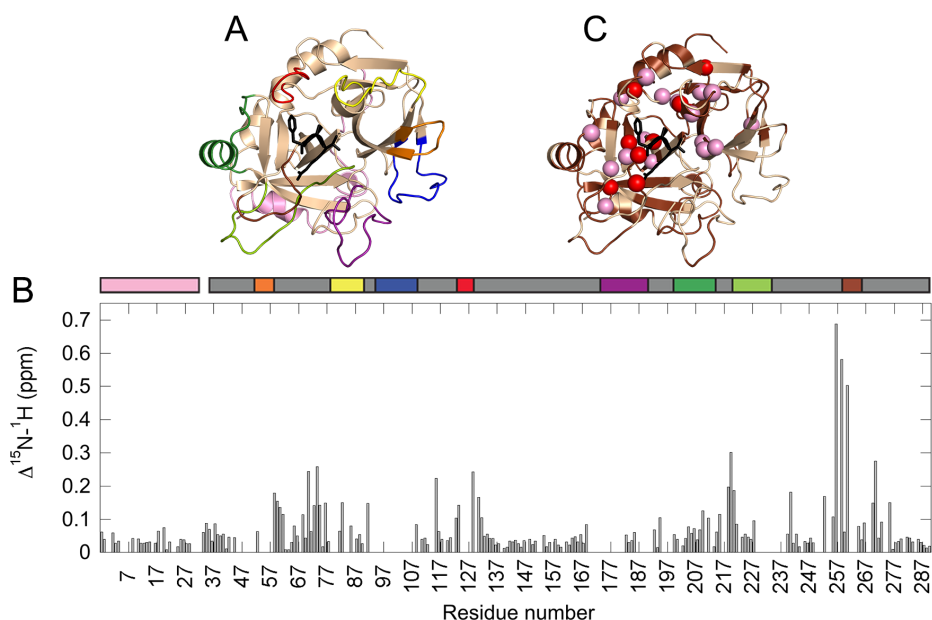 A
C
B
0.7
0.6
0.5
0.4
0.3
0.2
0.1
0
Δ¹⁵N-¹H (ppm)
7 17 27 37 47 57 67 77 87 97 107 117 127 137 147 157 167 177 187 197 207 217 227 237 247 257 267 277 287
Residue number